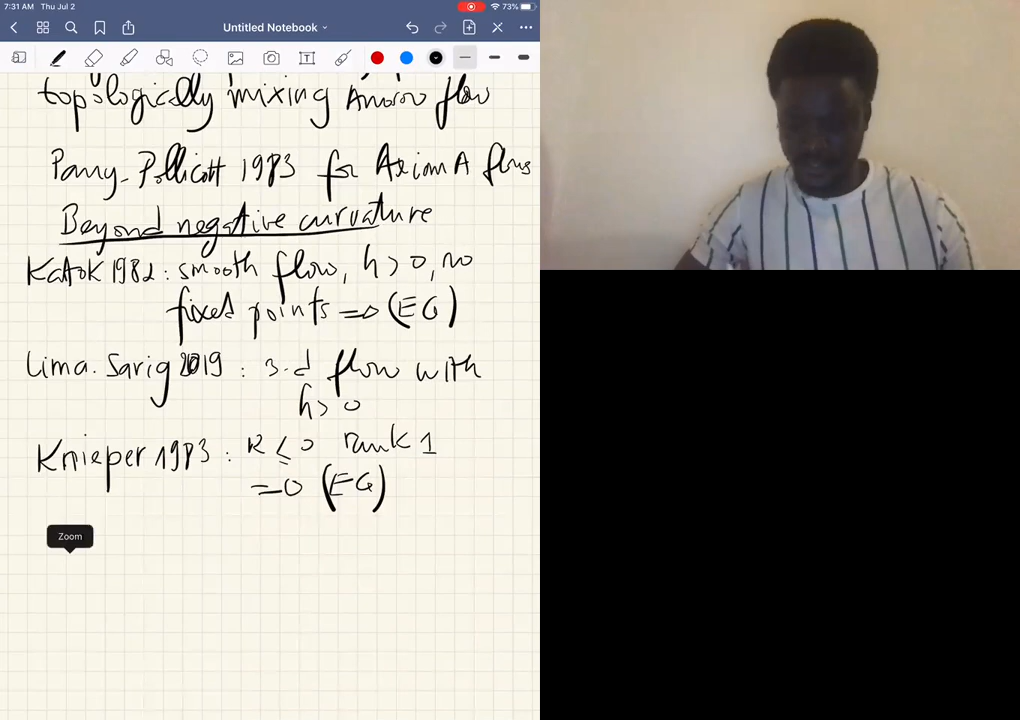 7:31 AM Thu Jul 2
73%
Untitled Notebook
topologically mixing Anosov flow
Parry-Pollicott 1983 for Axiom A flows
Beyond negative curvature
Katok 1982 : smooth flow, h > 0, no
fixed points => (EG)
Lima. Sarig 2019 : 3-d flow with
h > 0
Knieper 1983 : K ≤ 0 rank 1
=> (EG)
Zoom